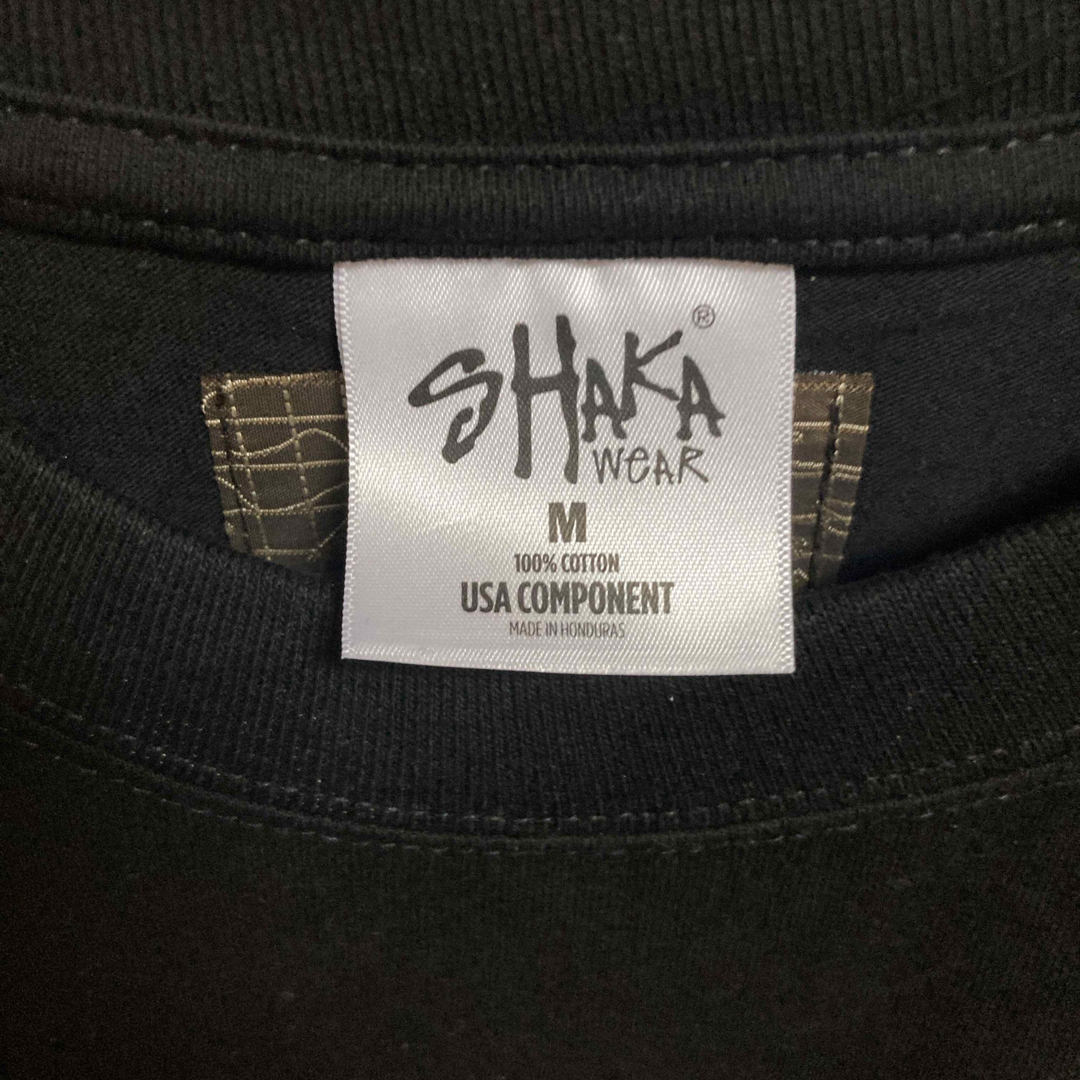 SHAKA ®
WEAR
M
100% COTTON
USA COMPONENT
MADE IN HONDURAS